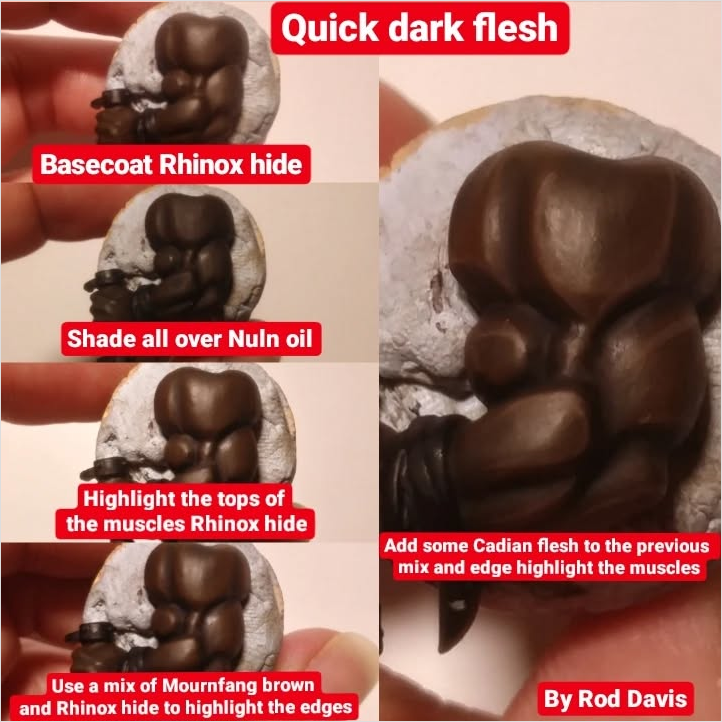 Quick dark flesh
Basecoat Rhinox hide
Shade all over Nuln oil
Highlight the tops of
the muscles Rhinox hide
Use a mix of Mournfang brown
and Rhinox hide to highlight the edges
Add some Cadian flesh to the previous
mix and edge highlight the muscles
By Rod Davis